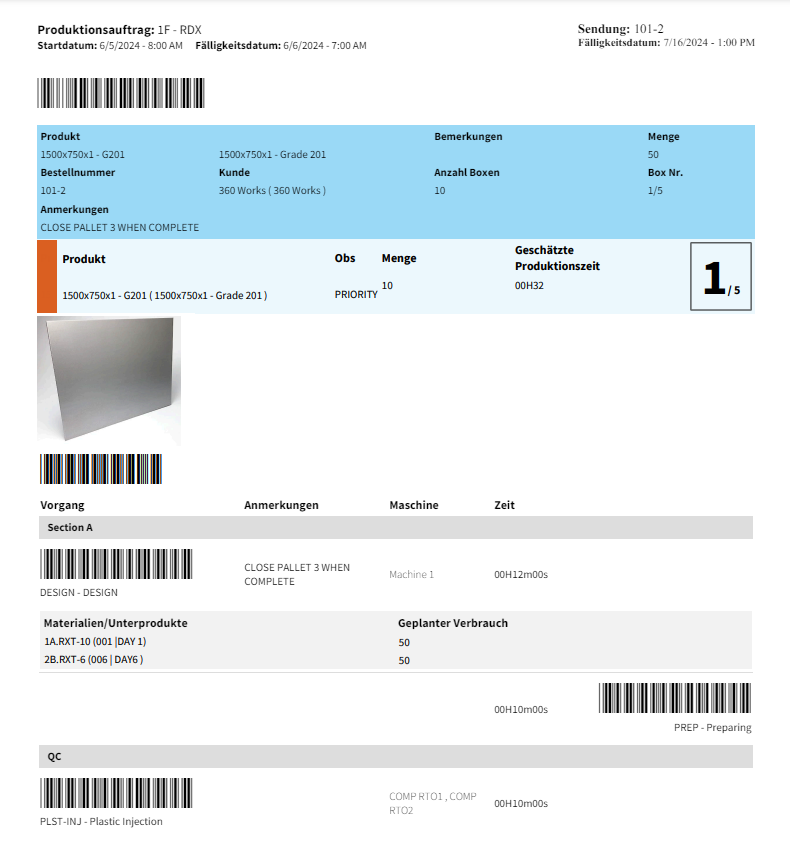 Produktionsauftrag: 1F - RDX
Startdatum: 6/5/2024 - 8:00 AM Fälligkeitsdatum: 6/6/2024 - 7:00 AM
Sendung: 101-2
Fälligkeitsdatum: 7/16/2024 - 1:00 PM
Produkt Bemerkungen Menge
1500x750x1 - G201 1500x750x1 - Grade 201 50
Bestellnummer Kunde Anzahl Boxen Box Nr.
101-2 360 Works ( 360 Works ) 10 1/5
Anmerkungen
CLOSE PALLET 3 WHEN COMPLETE
Produkt Obs Menge Geschätzte Produktionszeit
1500x750x1 - G201 ( 1500x750x1 - Grade 201 ) PRIORITY 10 00H32
1 / 5
Vorgang Anmerkungen Maschine Zeit
Section A
CLOSE PALLET 3 WHEN COMPLETE Machine 1 00H12m00s
DESIGN - DESIGN
Materialien/Unterprodukte Geplanter Verbrauch
1A.RXT-10 (001 |DAY 1) 50
2B.RXT-6 (006 | DAY6 ) 50
00H10m00s
PREP - Preparing
QC
COMP RTO1 , COMP RTO2 00H10m00s
PLST-INJ - Plastic Injection